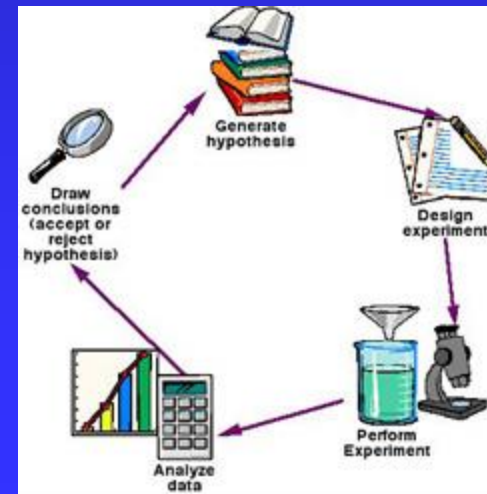 Generate
hypothesis
Design
experiment
Perform
Experiment
Analyze
data
Draw
conclusions
(accept or
reject
hypothesis)